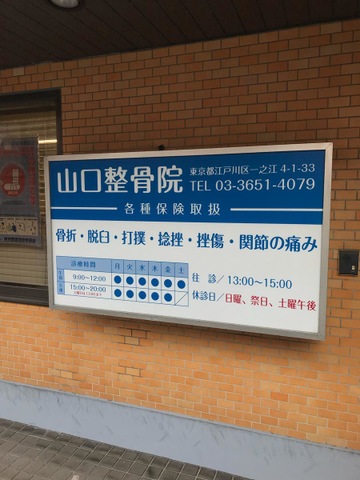 山口整骨院
東京都江戸川区一之江 4-1-33
TEL 03-3651-4079
各種保険取扱
骨折・脱臼・打撲・捻挫・挫傷・関節の痛み
診療時間 月 火 水 木 金 土
午前 9:00〜12:00 ● ● ● ● ● ●
午後 15:00〜20:00 ● ● ● ● ● ／
往 診／13:00〜15:00
休診日／日曜、祭日、土曜午後